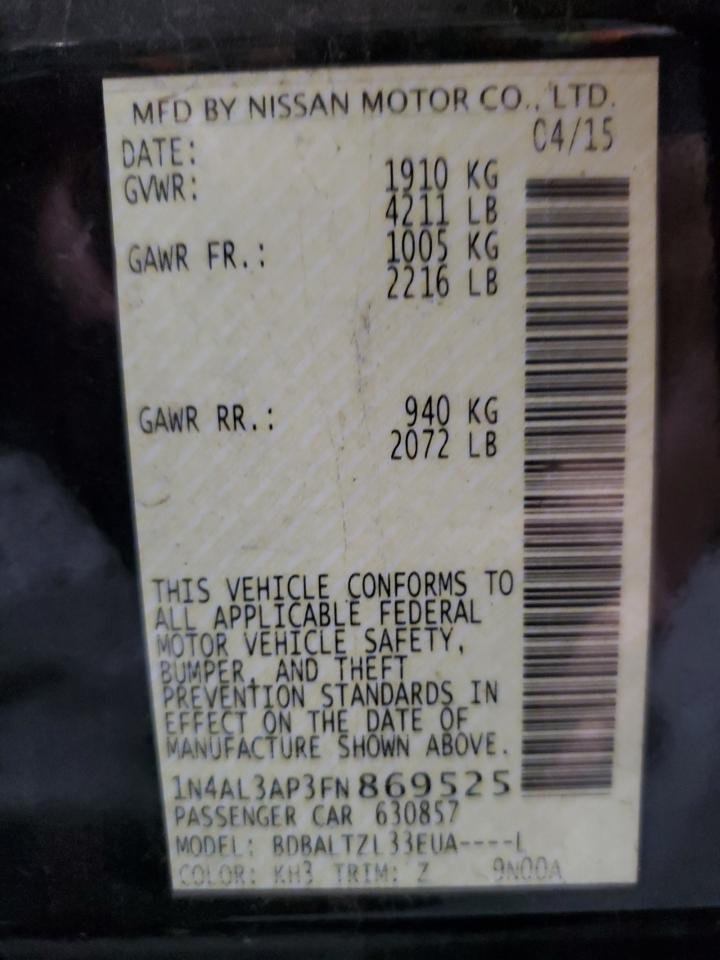 MFD BY NISSAN MOTOR CO., LTD.
DATE: 04/15
GVWR: 1910 KG
4211 LB
GAWR FR.: 1005 KG
2216 LB
GAWR RR.: 940 KG
2072 LB
THIS VEHICLE CONFORMS TO
ALL APPLICABLE FEDERAL
MOTOR VEHICLE SAFETY,
BUMPER, AND THEFT
PREVENTION STANDARDS IN
EFFECT ON THE DATE OF
MANUFACTURE SHOWN ABOVE.
1N4AL3AP3FN869525
PASSENGER CAR 630857
MODEL: BDBALTZL33EUA----L
COLOR: KH3 TRIM: Z 9N00A